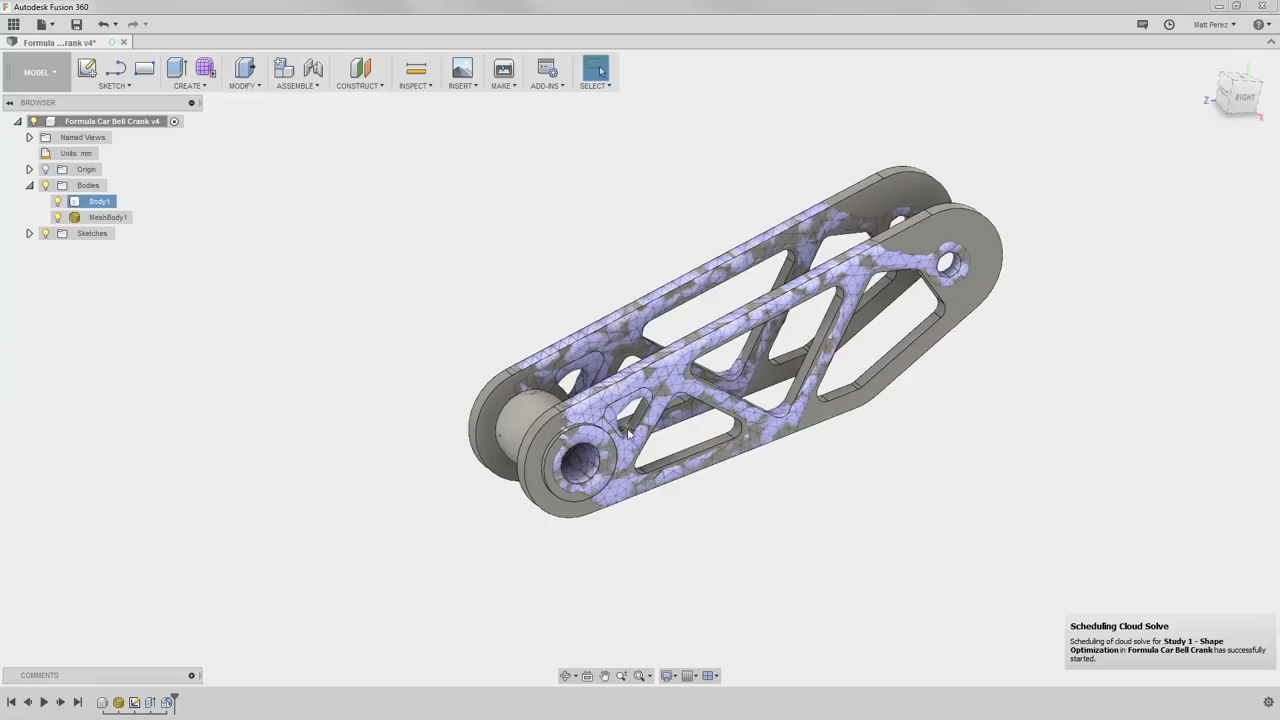 Autodesk Fusion 360
Matt Perez
Formula ...rank v4*
MODEL
SKETCH
CREATE
MODIFY
ASSEMBLE
CONSTRUCT
INSPECT
INSERT
MAKE
ADD-INS
SELECT
BROWSER
Formula Car Bell Crank v4
Named Views
Units: mm
Origin
Bodies
Body1
MeshBody1
Sketches
Z
RIGHT
X
Scheduling Cloud Solve
Scheduling of cloud solve for Study 1 - Shape
Optimization in Formula Car Bell Crank has successfully
started.
COMMENTS